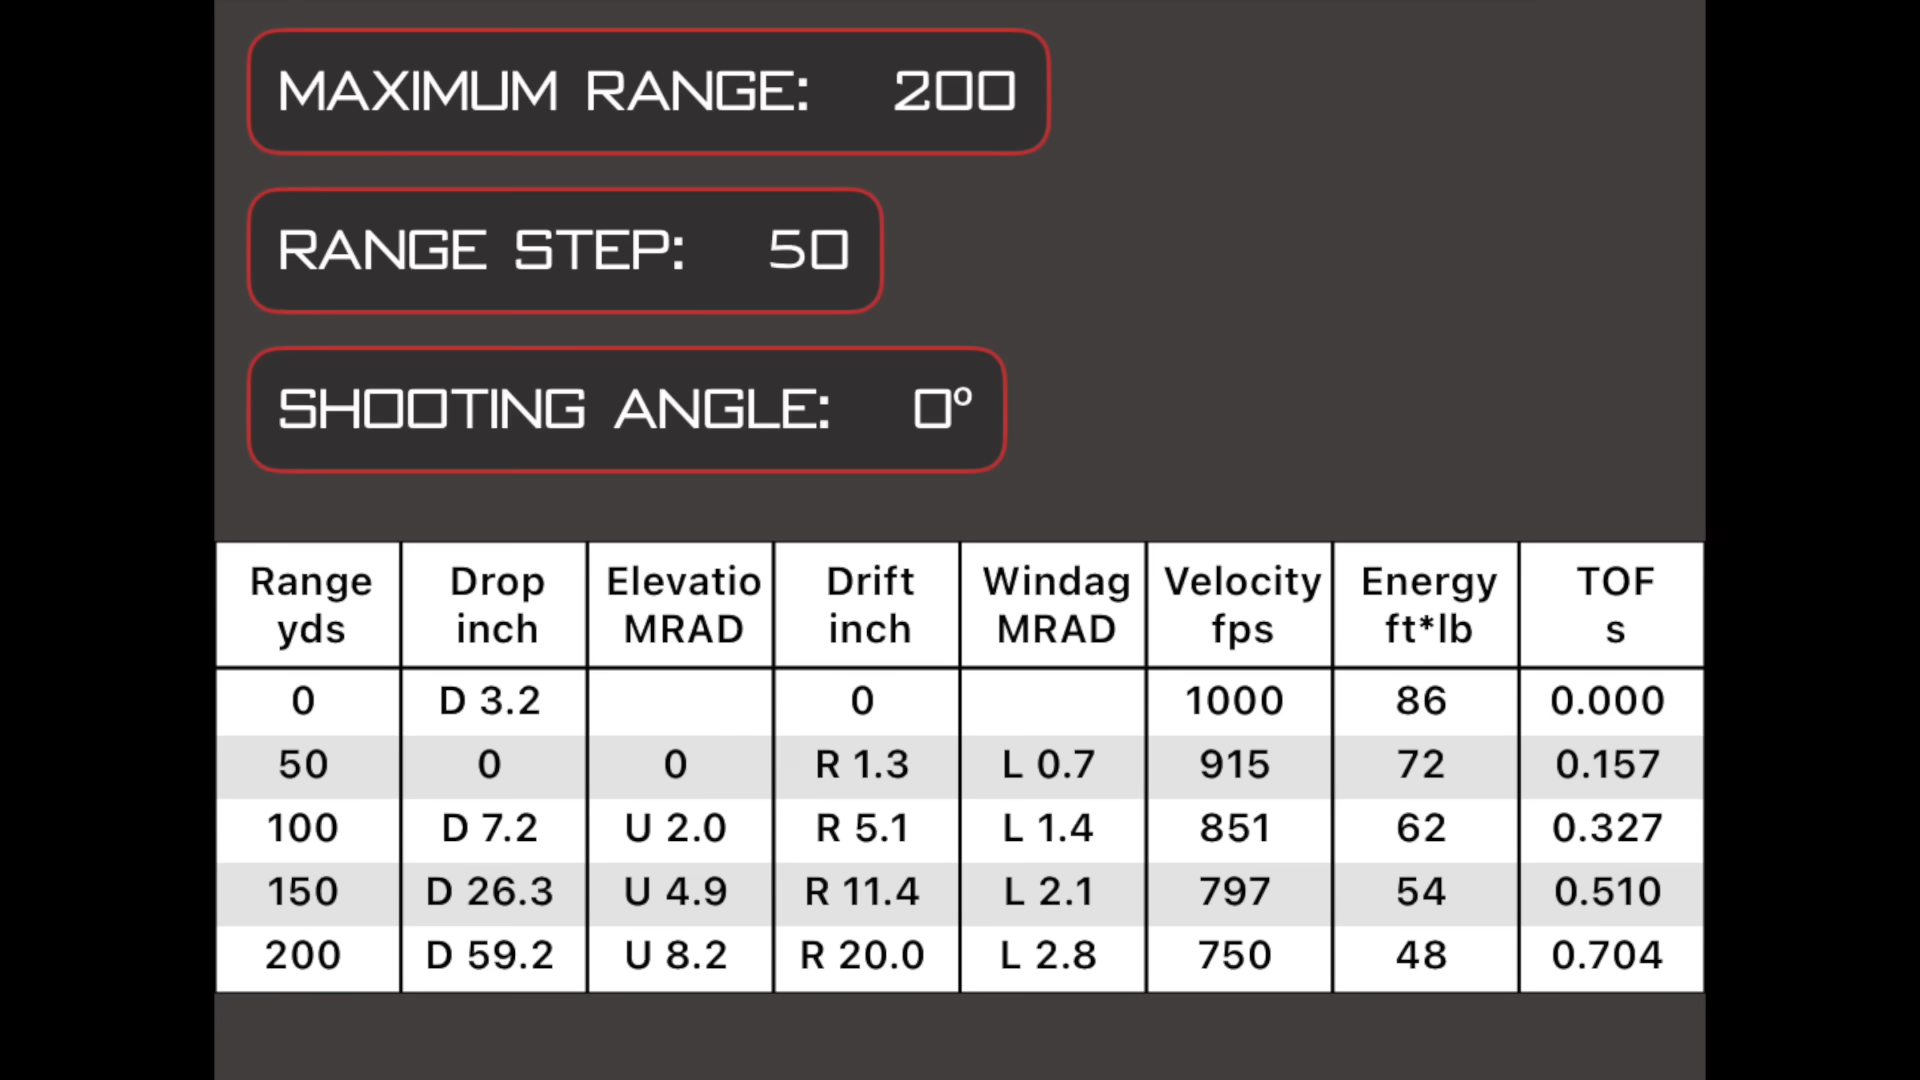 MAXIMUM RANGE: 200
RANGE STEP: 50
SHOOTING ANGLE: 0°
Range yds Drop inch Elevatio MRAD Drift inch Windag MRAD Velocity fps Energy ft*lb TOF s
0 D 3.2 0 1000 86 0.000
50 0 0 R 1.3 L 0.7 915 72 0.157
100 D 7.2 U 2.0 R 5.1 L 1.4 851 62 0.327
150 D 26.3 U 4.9 R 11.4 L 2.1 797 54 0.510
200 D 59.2 U 8.2 R 20.0 L 2.8 750 48 0.704